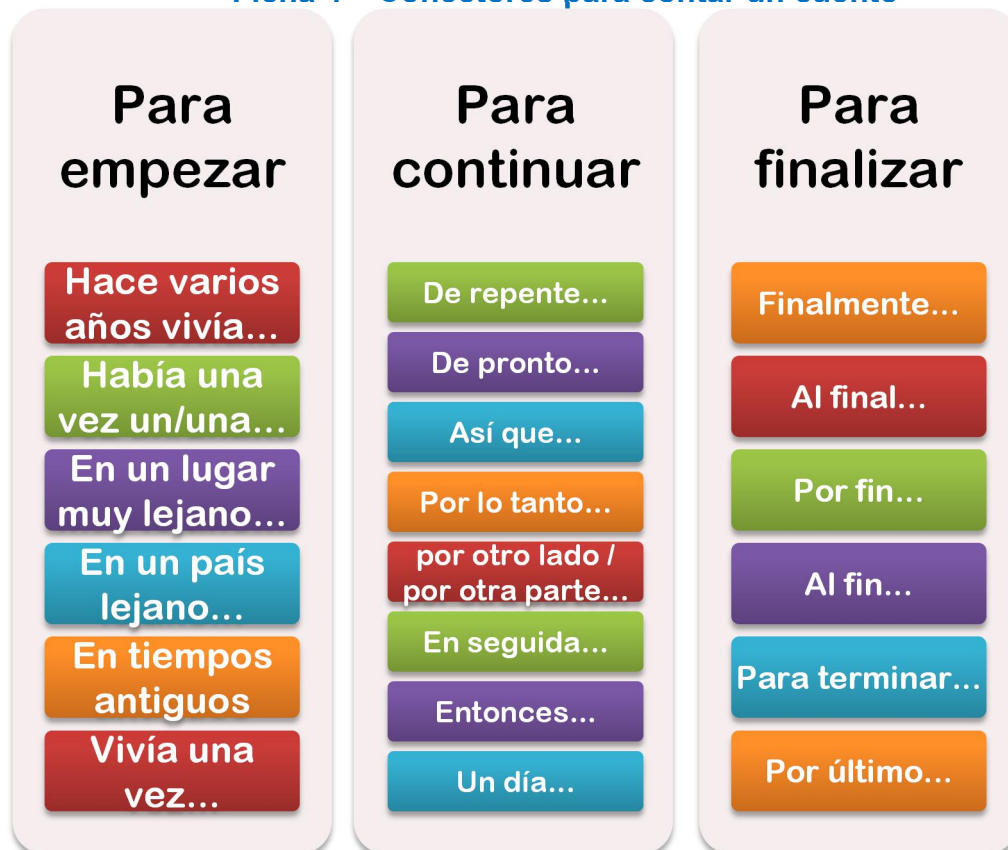 Para
empezar
Hace varios
años vivía...
Había una
vez un/una...
En un lugar
muy lejano...
En un país
lejano...
En tiempos
antiguos
Vivía una
vez...
Para
continuar
De repente...
De pronto...
Así que...
Por lo tanto...
por otro lado /
por otra parte...
En seguida...
Entonces...
Un día...
Para
finalizar
Finalmente...
Al final...
Por fin...
Al fin...
Para terminar...
Por último...